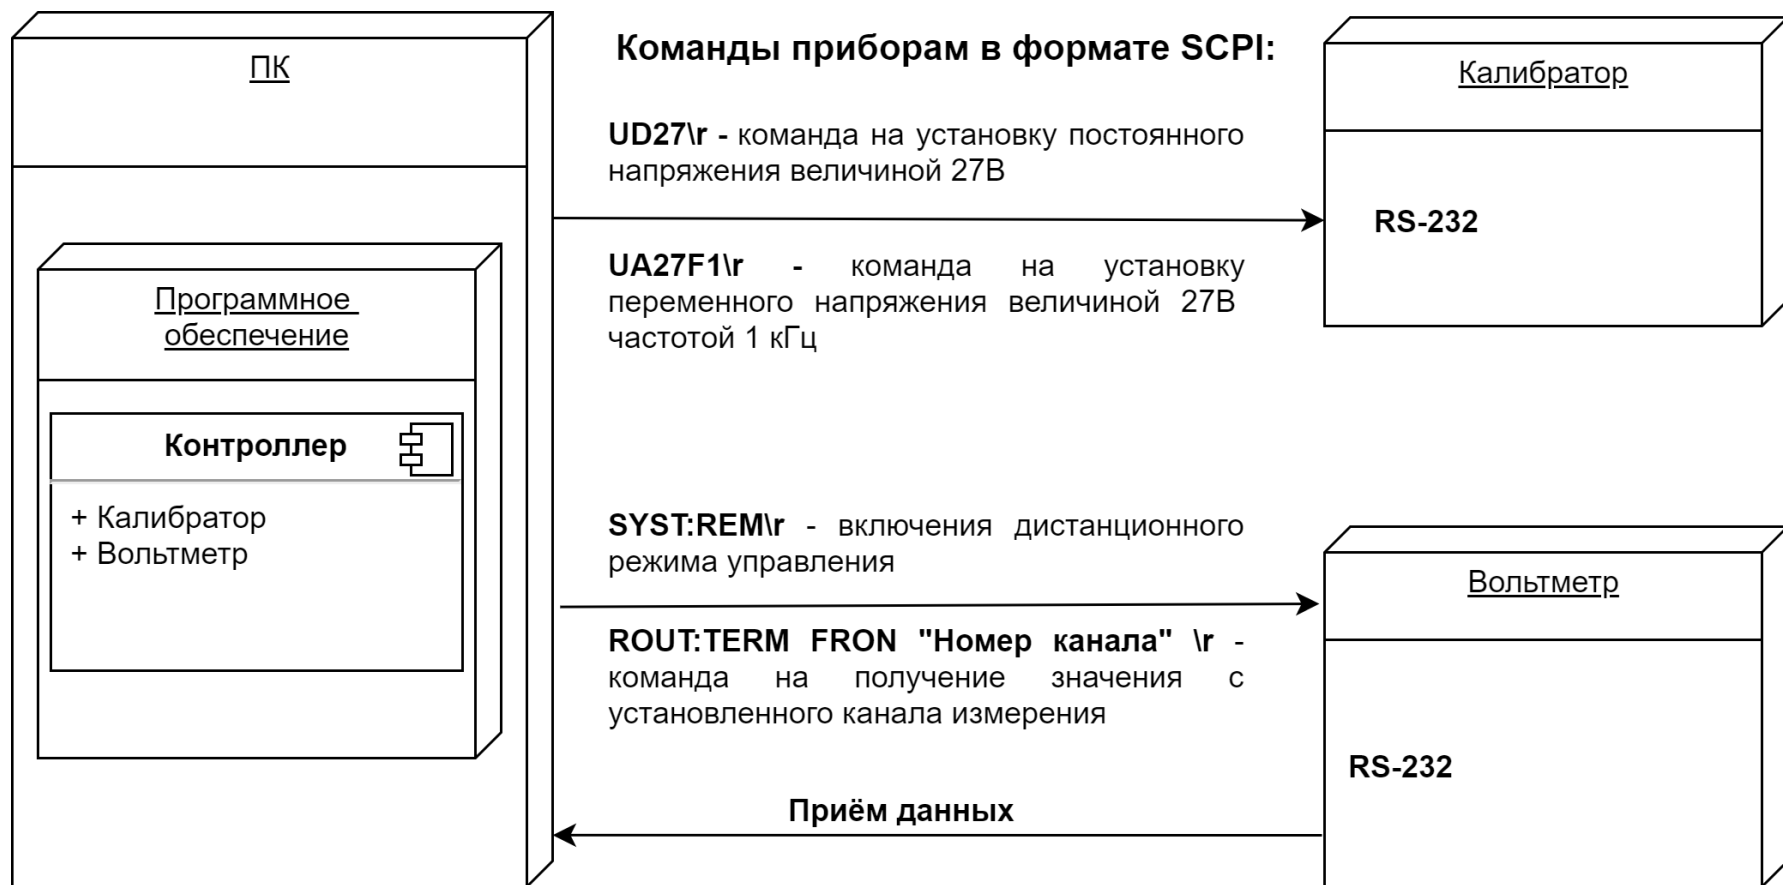 ПК
Программное
обеспечение
Контроллер
+ Калибратор
+ Вольтметр
Команды приборам в формате SCPI:
UD27\r - команда на установку постоянного
напряжения величиной 27В
UA27F1\r - команда на установку
переменного напряжения величиной 27В
частотой 1 кГц
SYST:REM\r - включения дистанционного
режима управления
ROUT:TERM FRON "Номер канала" \r -
команда на получение значения с
установленного канала измерения
Приём данных
Калибратор
RS-232
Вольтметр
RS-232